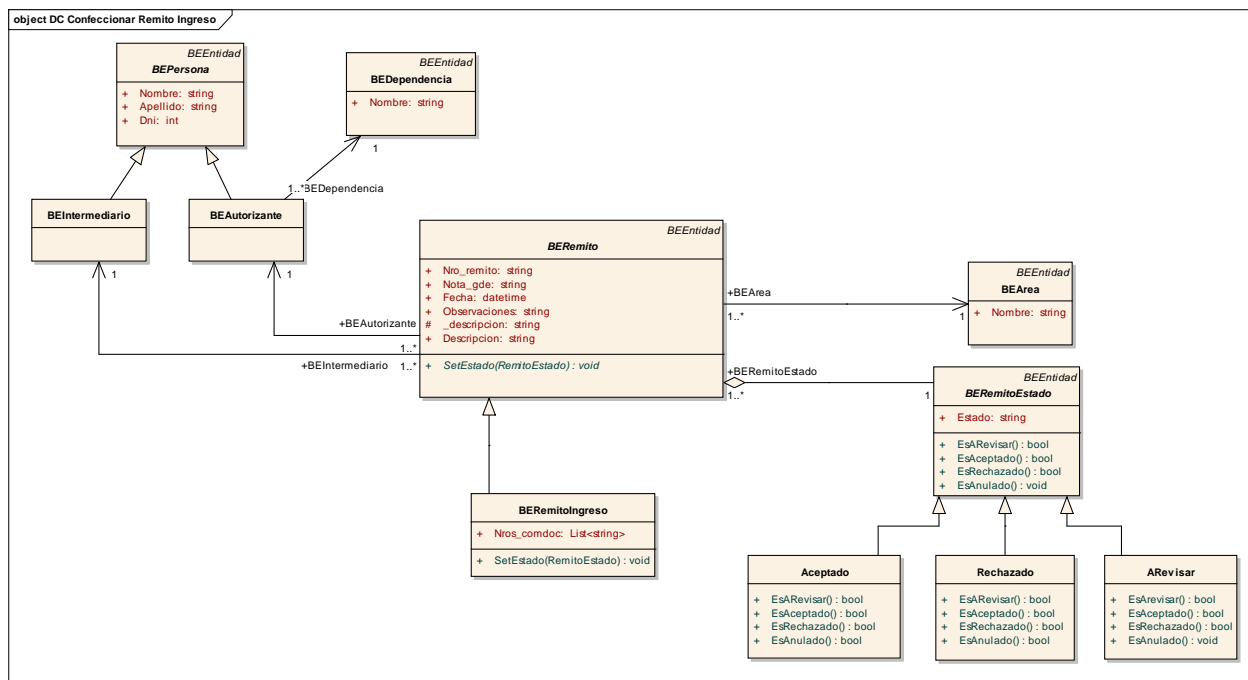 object DC Confeccionar Remito Ingreso
BEEntidad
BEPersona
+ Nombre: string
+ Apellido: string
+ Dni: int
BEEntidad
BEDependencia
+ Nombre: string
1
1..*
BEDependencia
BEIntermediario
BEAutorizante
1
1
BEEntidad
BERemito
+ Nro_remito: string
+ Nota_gde: string
+ Fecha: datetime
+ Observaciones: string
# _descripcion: string
+ Descripcion: string
+ SetEstado(RemitoEstado) : void
+BEAutorizante
1..*
+BEIntermediario
1..*
+BEArea
1..*
1
BEEntidad
BEArea
+ Nombre: string
+BERemitoEstado
1..*
1
BEEntidad
BERemitoEstado
+ Estado: string
+ EsARevisar() : bool
+ EsAceptado() : bool
+ EsRechazado() : bool
+ EsAnulado() : void
BERemitoIngreso
+ Nros_comdoc: List<string>
+ SetEstado(RemitoEstado) : void
Aceptado
+ EsARevisar() : bool
+ EsAceptado() : bool
+ EsRechazado() : bool
+ EsAnulado() : bool
Rechazado
+ EsARevisar() : bool
+ EsAceptado() : bool
+ EsRechazado() : bool
+ EsAnulado() : bool
ARevisar
+ EsArevisar() : bool
+ EsAceptado() : bool
+ EsRechazado() : bool
+ EsAnulado() : void